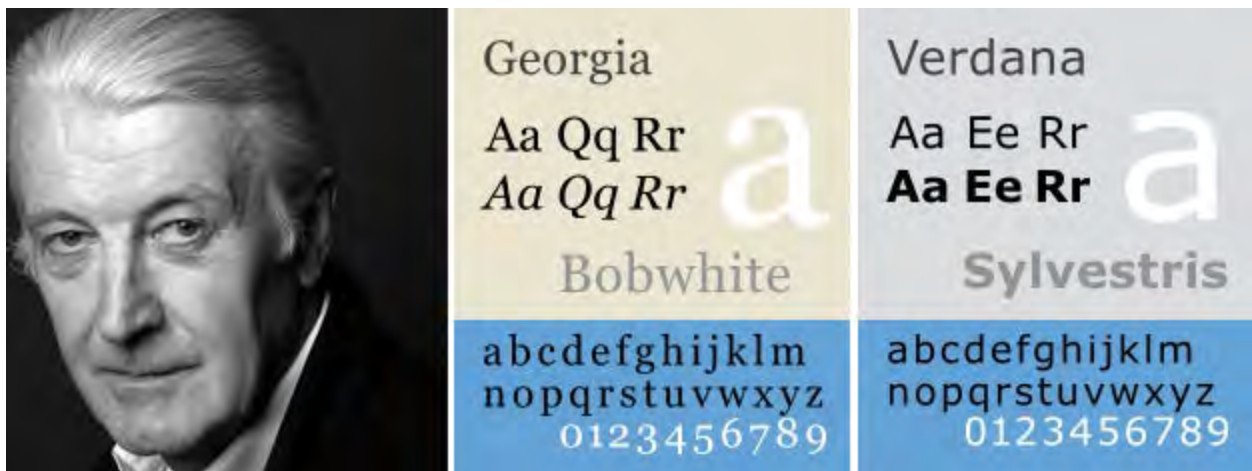 Georgia
Aa Qq Rr
Aa Qq Rr
a
Bobwhite
abcdefghijklm
nopqrstuvwxyz
0123456789
Verdana
Aa Ee Rr
Aa Ee Rr
a
Sylvestris
abcdefghijklm
nopqrstuvwxyz
0123456789